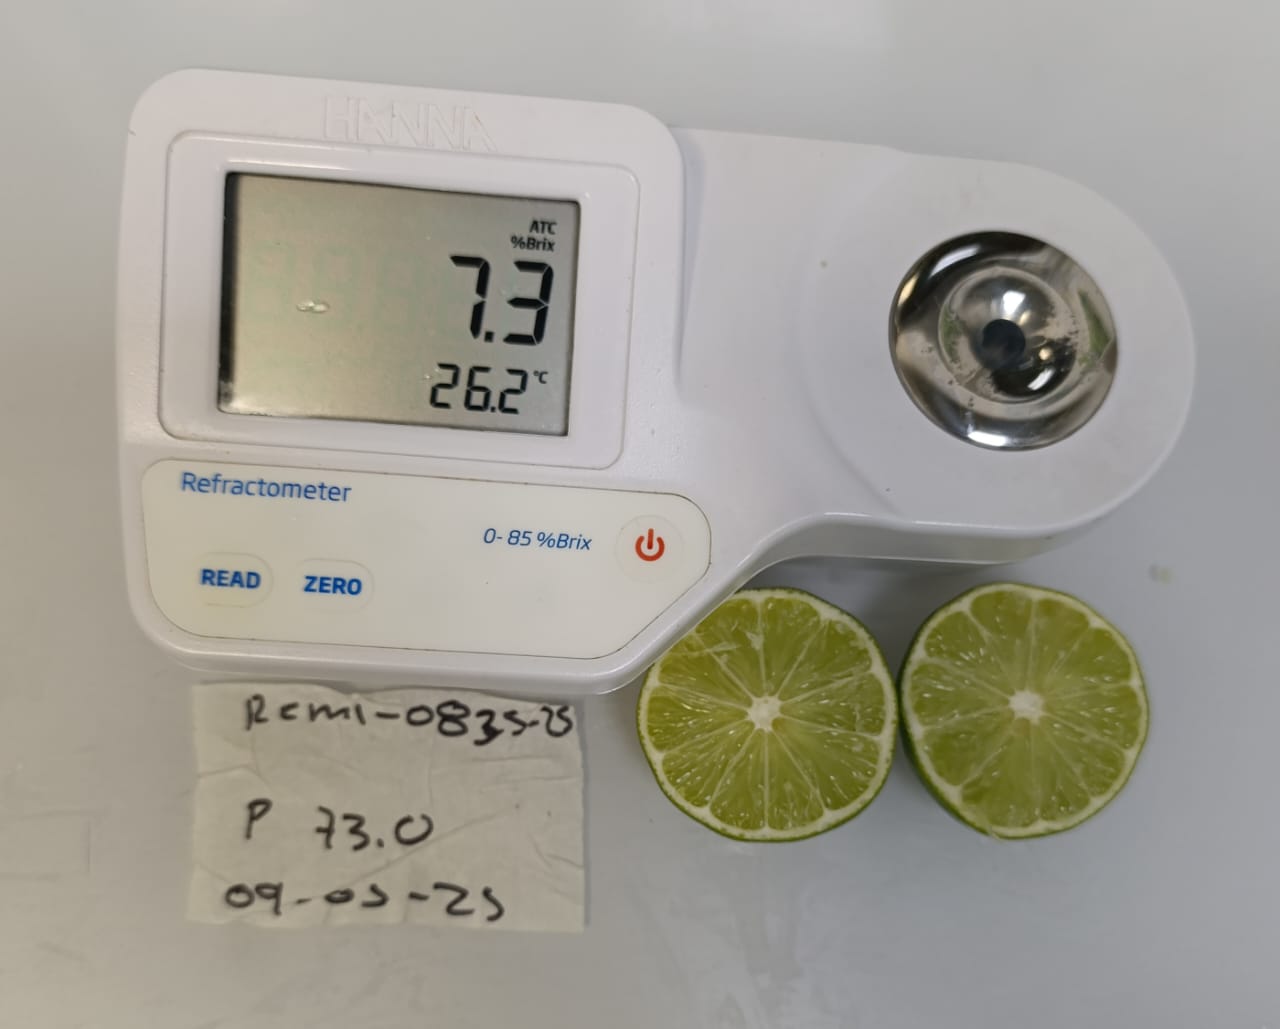 HANNA
ATC
%Brix
7.3
26.2 °C
Refractometer
0-85 %Brix
READ
ZERO
Remi-0835-25
P 73.0
09-05-25